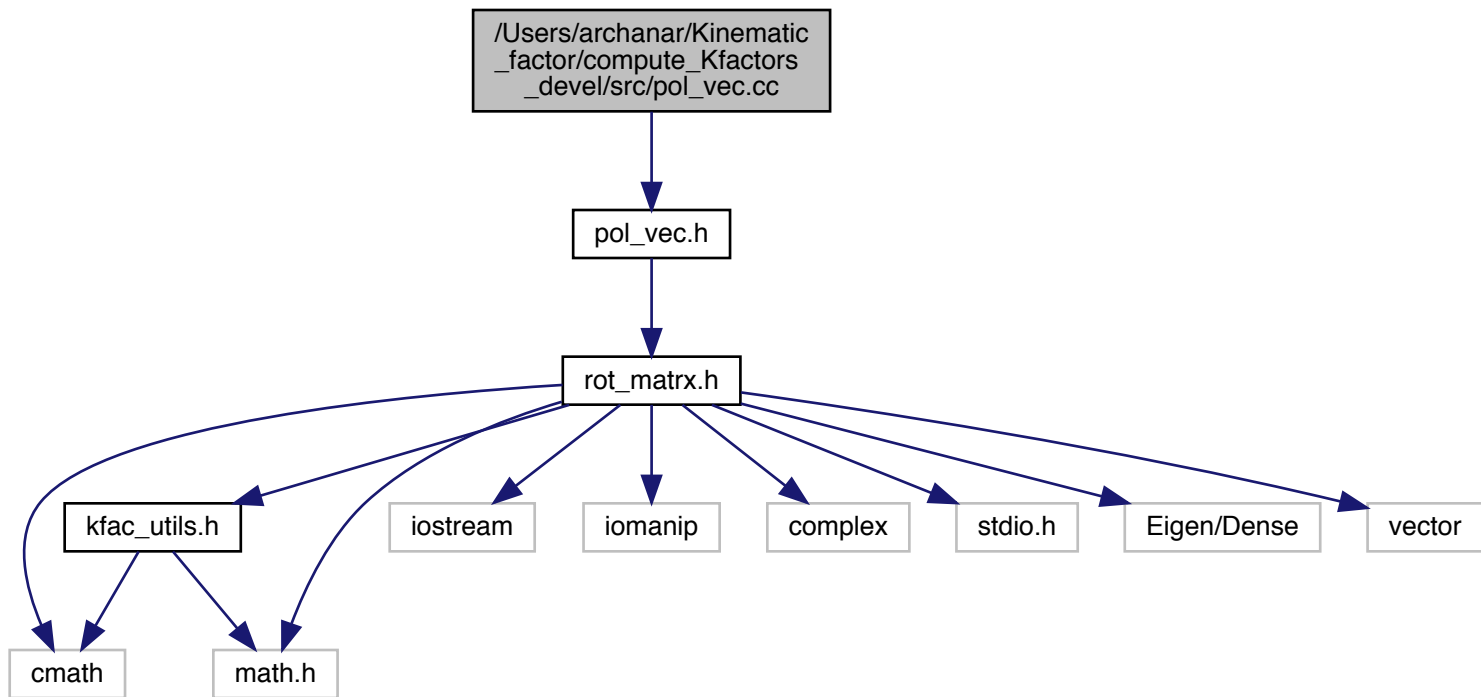 /Users/archanar/Kinematic
_factor/compute_Kfactors
_devel/src/pol_vec.cc
pol_vec.h
rot_matrx.h
kfac_utils.h
iostream
iomanip
complex
stdio.h
Eigen/Dense
vector
cmath
math.h